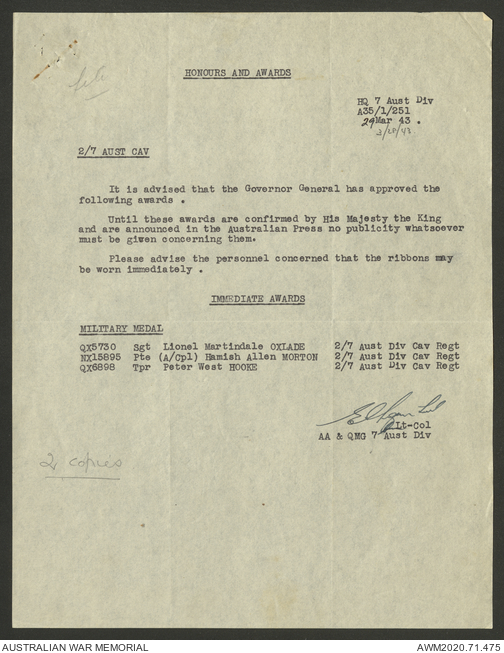 HONOURS AND AWARDS
HQ 7 Aust Div
A35/1/251
29 Mar 43 .
3/20/43
2/7 AUST CAV
It is advised that the Governor General has approved the
following awards .
Until these awards are confirmed by His Majesty the King
and are announced in the Australian Press no publicity whatsoever
must be given concerning them.
Please advise the personnel concerned that the ribbons may
be worn immediately .
IMMEDIATE AWARDS
MILITARY MEDAL
QX5730 Sgt Lionel Martindale OXLADE 2/7 Aust Div Cav Regt
NX15895 Pte (A/Cpl) Hamish Allen MORTON 2/7 Aust Div Cav Regt
QX6898 Tpr Peter West HOOKE 2/7 Aust Div Cav Regt
Lt-Col
AA & QMG 7 Aust Div
2 copies
AUSTRALIAN WAR MEMORIAL
AWM2020.71.475